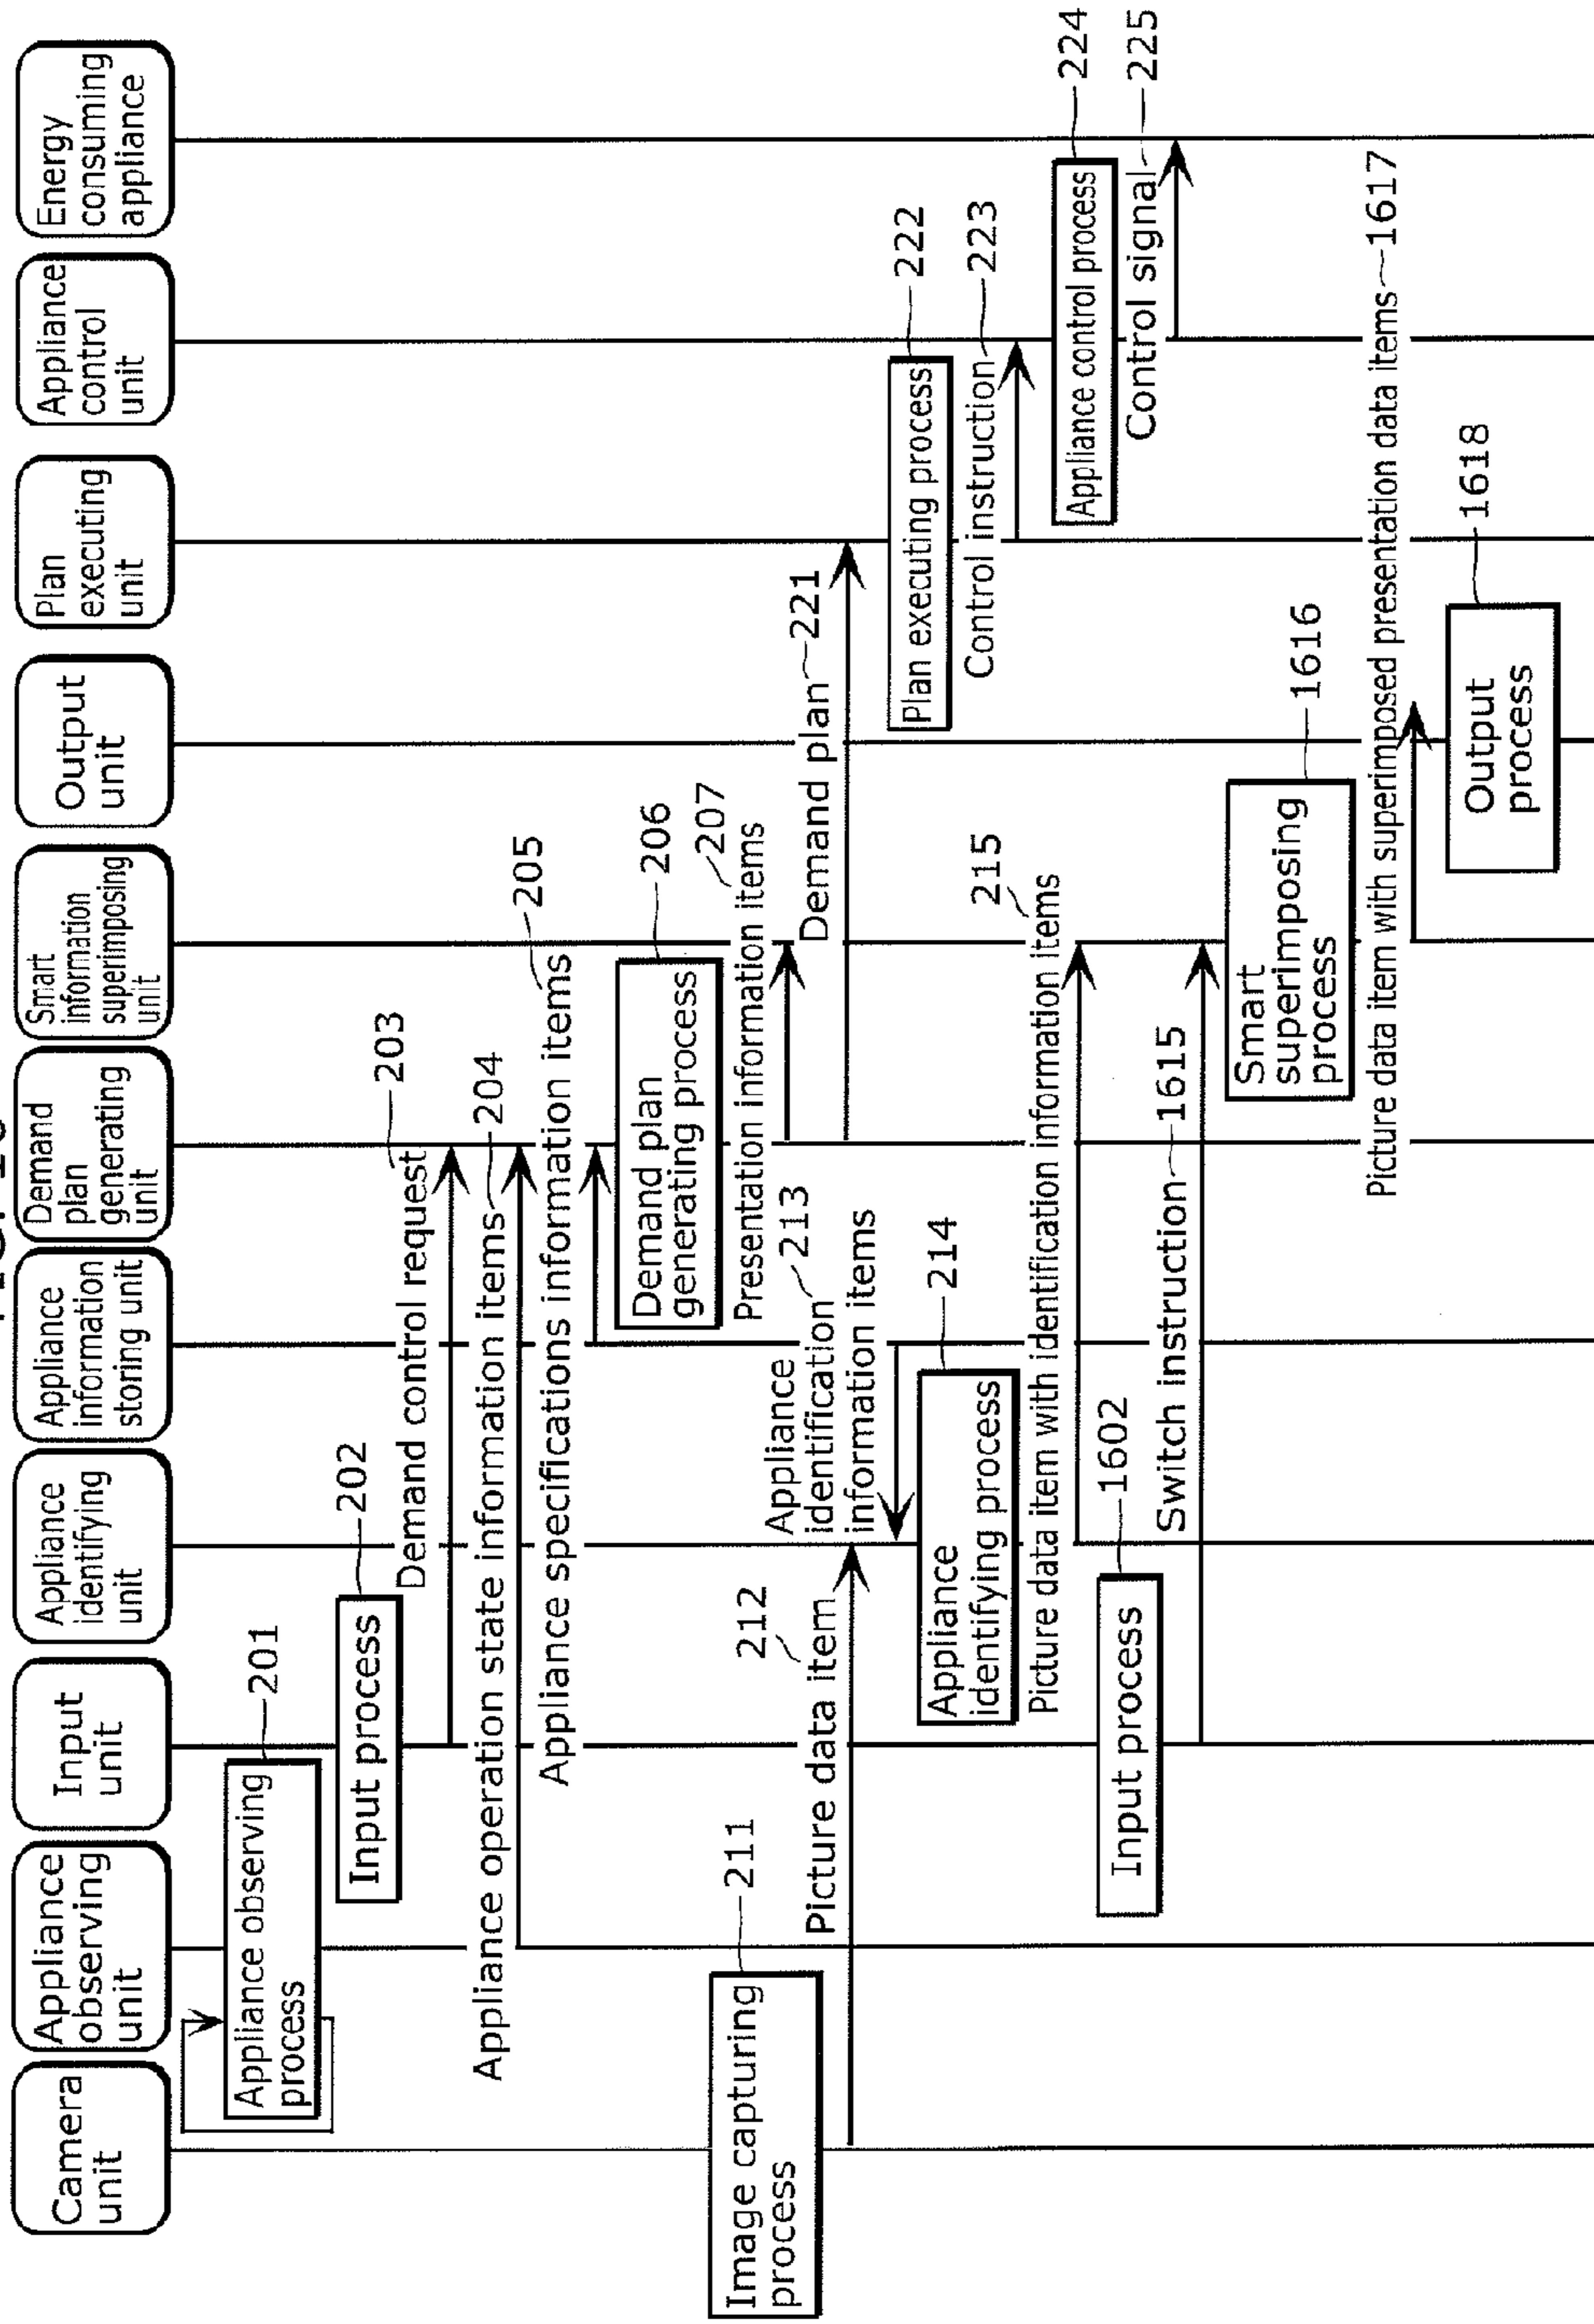 Camera
unit
Appliance
observing
unit
Input
unit
Appliance
identifying
unit
Appliance
information
storing unit
Demand
plan
generating
unit
Smart
information
superimposing
unit
Output
unit
Plan
executing
unit
Appliance
control
unit
Energy
consuming
appliance
Appliance observing
process
201
Input process
202
Demand control request
203
Appliance operation state information items
204
Appliance specifications information items
205
Demand plan
generating process
206
Image capturing
process
211
Presentation information items
207
Picture data item
212
Appliance
identification
information items
213
Demand plan
221
Appliance
identifying process
214
Plan executing process
222
Control instruction
223
Picture data item with identification information items
215
Appliance control process
224
Input process
1602
Control signal
225
Switch instruction
1615
Smart
superimposing
process
1616
Picture data item with superimposed presentation data items
1617
Output
process
1618